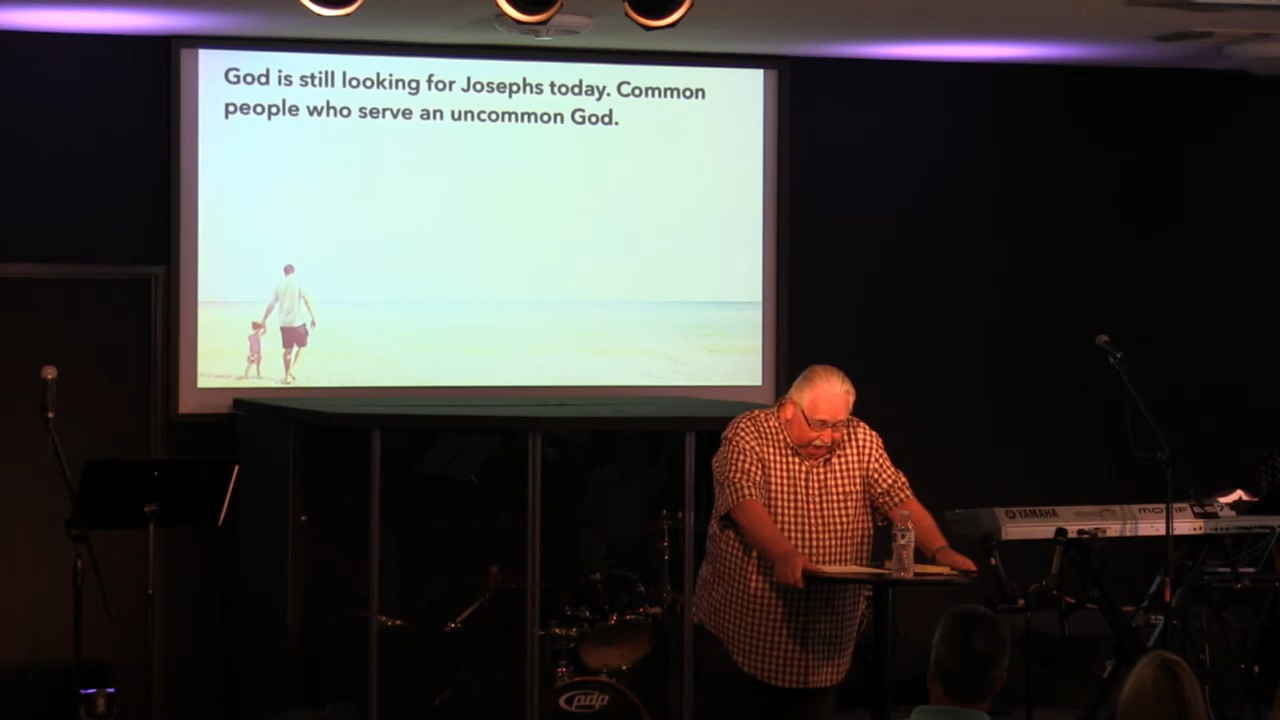 God is still looking for Josephs today. Common
people who serve an uncommon God.
YAMAHA
pdp